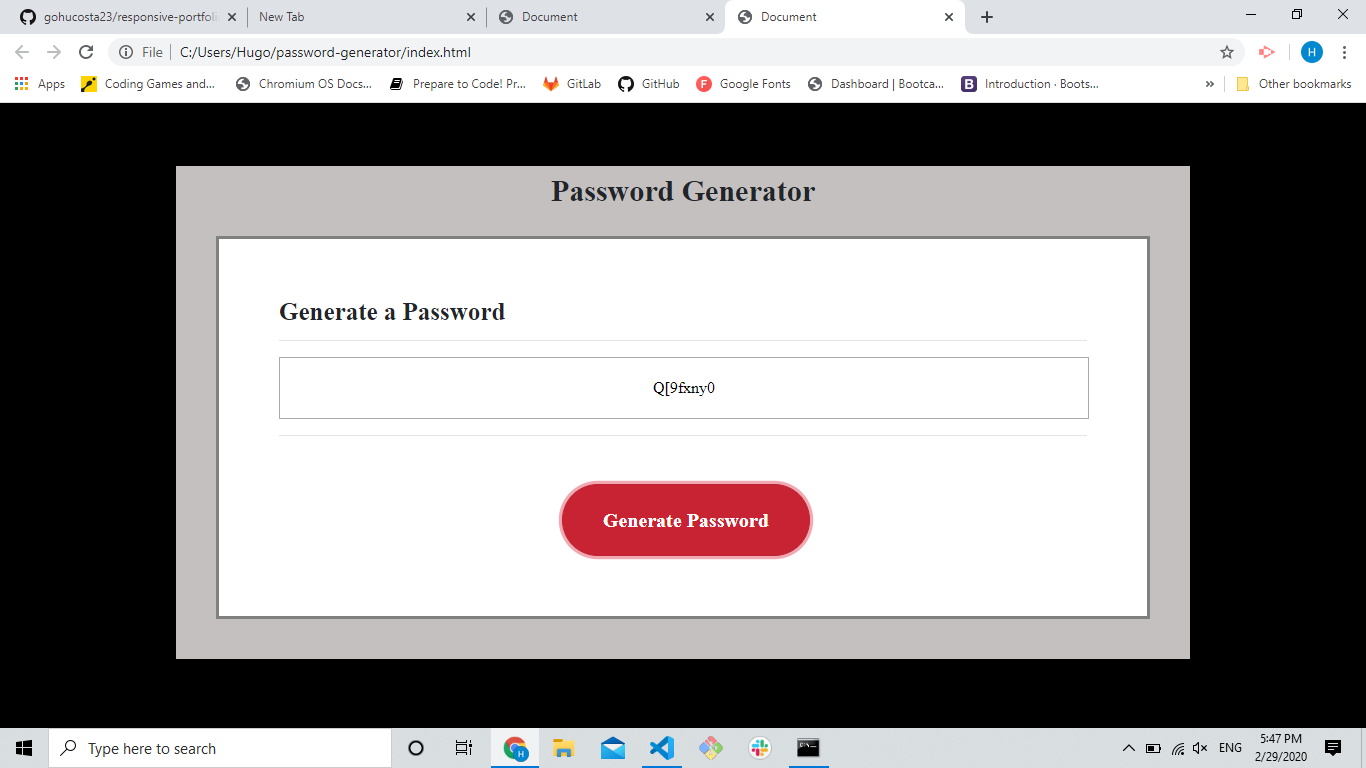 gohucosta23/responsive-portfoli
New Tab
Document
Document
File
C:/Users/Hugo/password-generator/index.html
H
Apps
Coding Games and...
Chromium OS Docs...
Prepare to Code! Pr...
GitLab
GitHub
F
Google Fonts
Dashboard | Bootca...
B
Introduction · Boots...
»
Other bookmarks
Password Generator
Generate a Password
Q[9fxny0
Generate Password
Type here to search
H
ENG
5:47 PM
2/29/2020